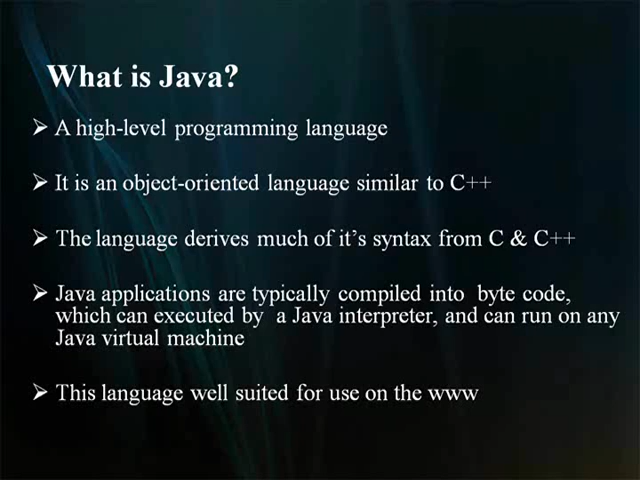 What is Java?
➢ A high-level programming language
➢ It is an object-oriented language similar to C++
➢ The language derives much of it's syntax from C & C++
➢ Java applications are typically compiled into byte code,
which can executed by a Java interpreter, and can run on any
Java virtual machine
➢ This language well suited for use on the www